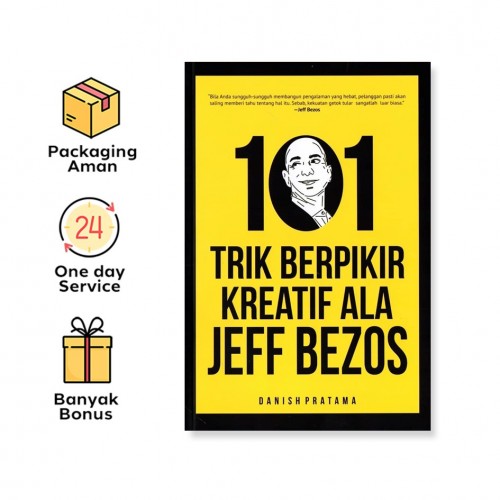 Packaging
Aman
24
One day
Service
Banyak
Bonus
"Bila Anda sungguh-sungguh membangun pengalaman yang hebat, pelanggan pasti akan
saling memberi tahu tentang hal itu. Sebab, kekuatan getok tular sangatlah luar biasa."
—Jeff Bezos
101
TRIK BERPIKIR
KREATIF ALA
JEFF BEZOS
DANISH PRATAMA